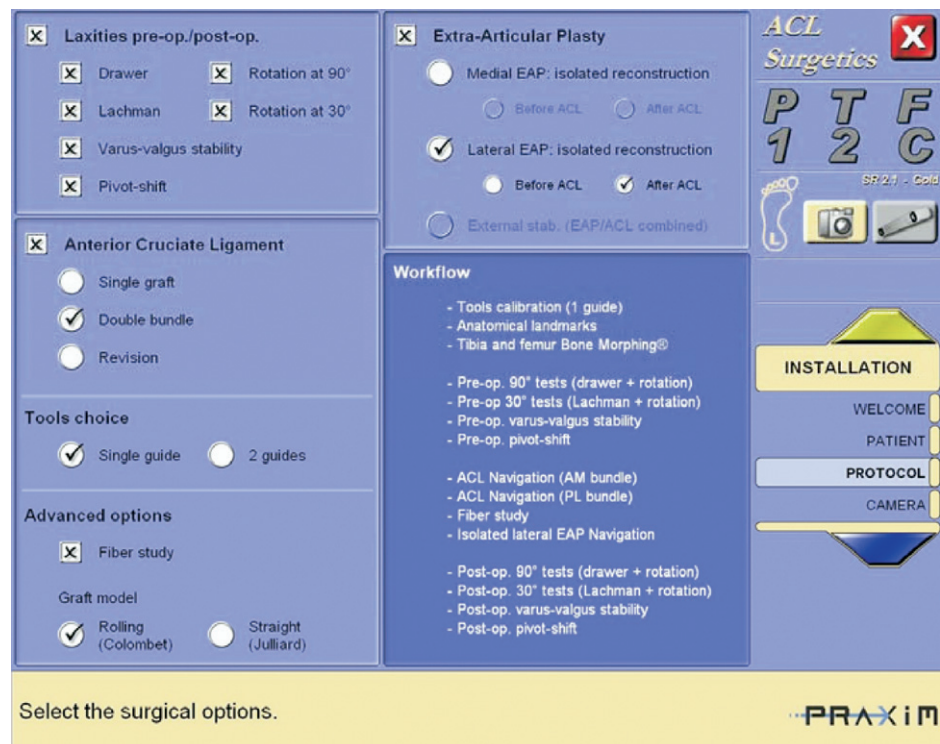 Laxities pre-op./post-op.
Drawer
Rotation at 90°
Lachman
Rotation at 30°
Varus-valgus stability
Pivot-shift
Anterior Cruciate Ligament
Single graft
Double bundle
Revision
Tools choice
Single guide
2 guides
Advanced options
Fiber study
Graft model
Rolling
(Colombet)
Straight
(Julliard)
Extra-Articular Plasty
Medial EAP: isolated reconstruction
Before ACL
After ACL
Lateral EAP: isolated reconstruction
Before ACL
After ACL
External stab. (EAP/ACL combined)
Workflow
- Tools calibration (1 guide)
- Anatomical landmarks
- Tibia and femur Bone Morphing®
- Pre-op. 90° tests (drawer + rotation)
- Pre-op 30° tests (Lachman + rotation)
- Pre-op. varus-valgus stability
- Pre-op. pivot-shift
- ACL Navigation (AM bundle)
- ACL Navigation (PL bundle)
- Fiber study
- Isolated lateral EAP Navigation
- Post-op. 90° tests (drawer + rotation)
- Post-op. 30° tests (Lachman + rotation)
- Post-op. varus-valgus stability
- Post-op. pivot-shift
ACL
Surgetics
P T F
1 2 C
SR 2.1 - Gold
L
INSTALLATION
WELCOME
PATIENT
PROTOCOL
CAMERA
Select the surgical options.
PRAXiM